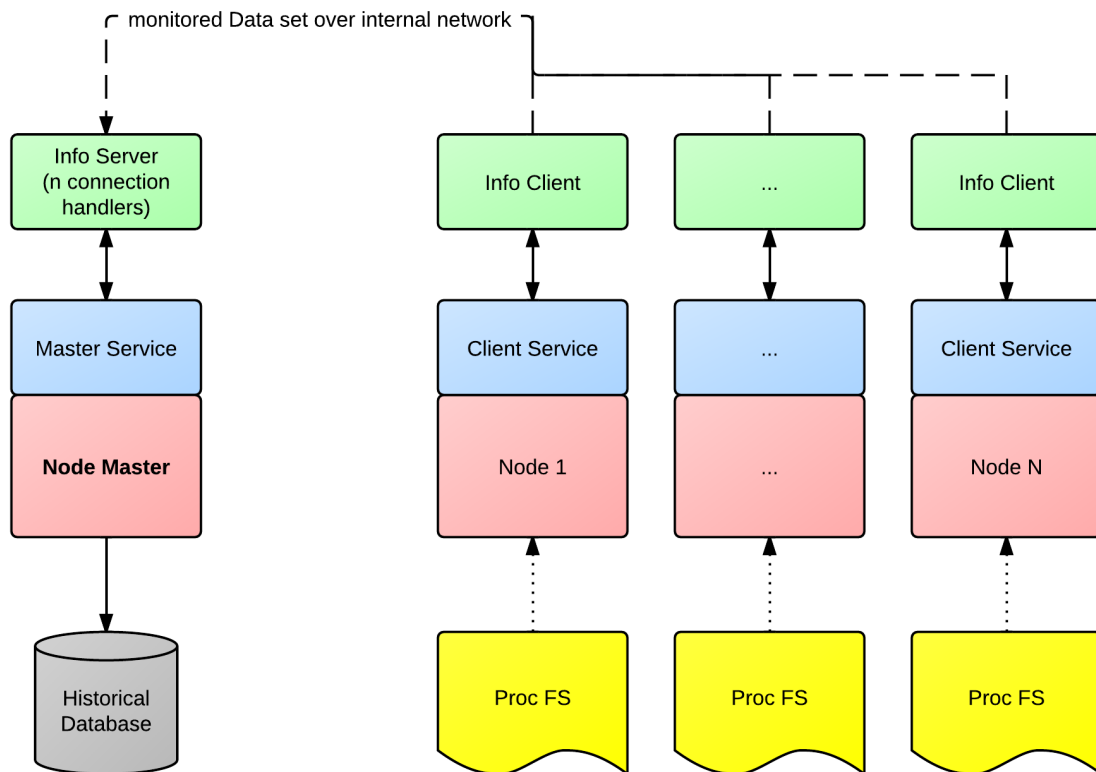 monitored Data set over internal network
Info Server
(n connection
handlers)
Info Client
...
Info Client
Master Service
Client Service
...
Client Service
Node Master
Node 1
...
Node N
Historical
Database
Proc FS
Proc FS
Proc FS